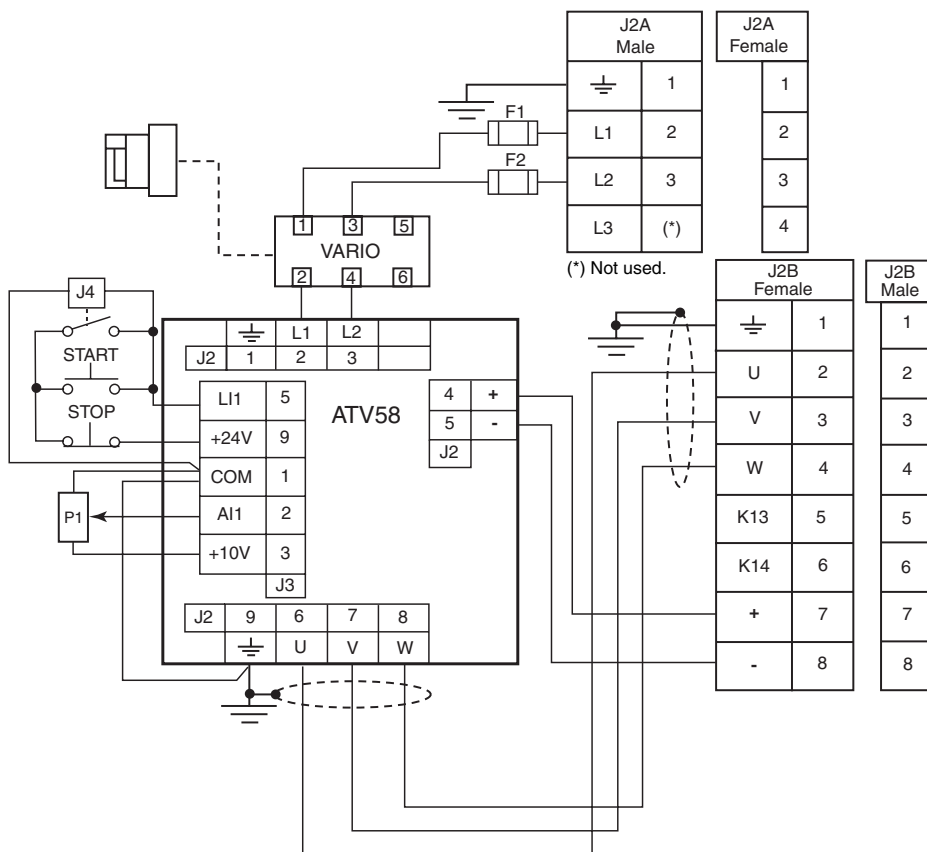 J2A
Male
⏚ 1
L1 2
L2 3
L3 (*)
(*) Not used.
J2A
Female
1
2
3
4
F1
F2
1 3 5
VARIO
2 4 6
J4
START
STOP
⏚ L1 L2
J2 1 2 3
LI1 5
+24V 9
COM 1
AI1 2
+10V 3
J3
P1
ATV58
4 +
5 -
J2
J2 9 6 7 8
⏚ U V W
J2B
Female
⏚ 1
U 2
V 3
W 4
K13 5
K14 6
+ 7
- 8
J2B
Male
1
2
3
4
5
6
7
8